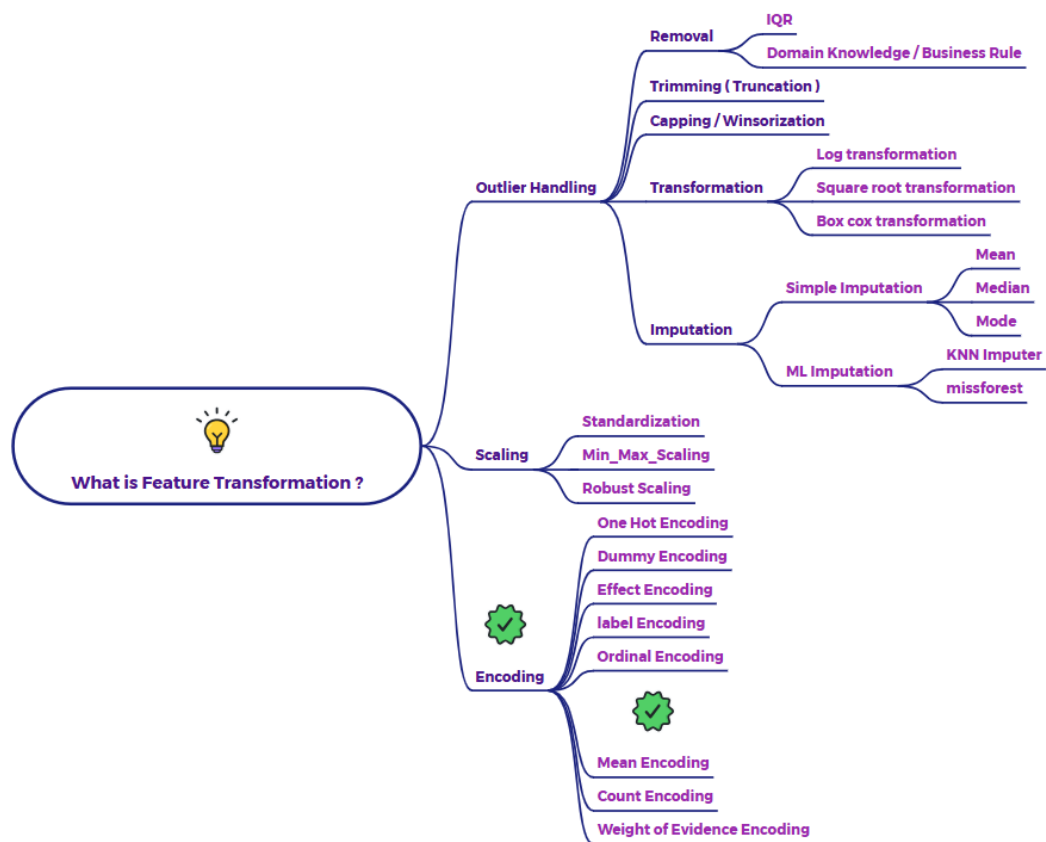 What is Feature Transformation ?
Outlier Handling
Removal
IQR
Domain Knowledge / Business Rule
Trimming ( Truncation )
Capping / Winsorization
Transformation
Log transformation
Square root transformation
Box cox transformation
Imputation
Simple Imputation
Mean
Median
Mode
ML Imputation
KNN Imputer
missforest
Scaling
Standardization
Min_Max_Scaling
Robust Scaling
Encoding
One Hot Encoding
Dummy Encoding
Effect Encoding
label Encoding
Ordinal Encoding
Mean Encoding
Count Encoding
Weight of Evidence Encoding